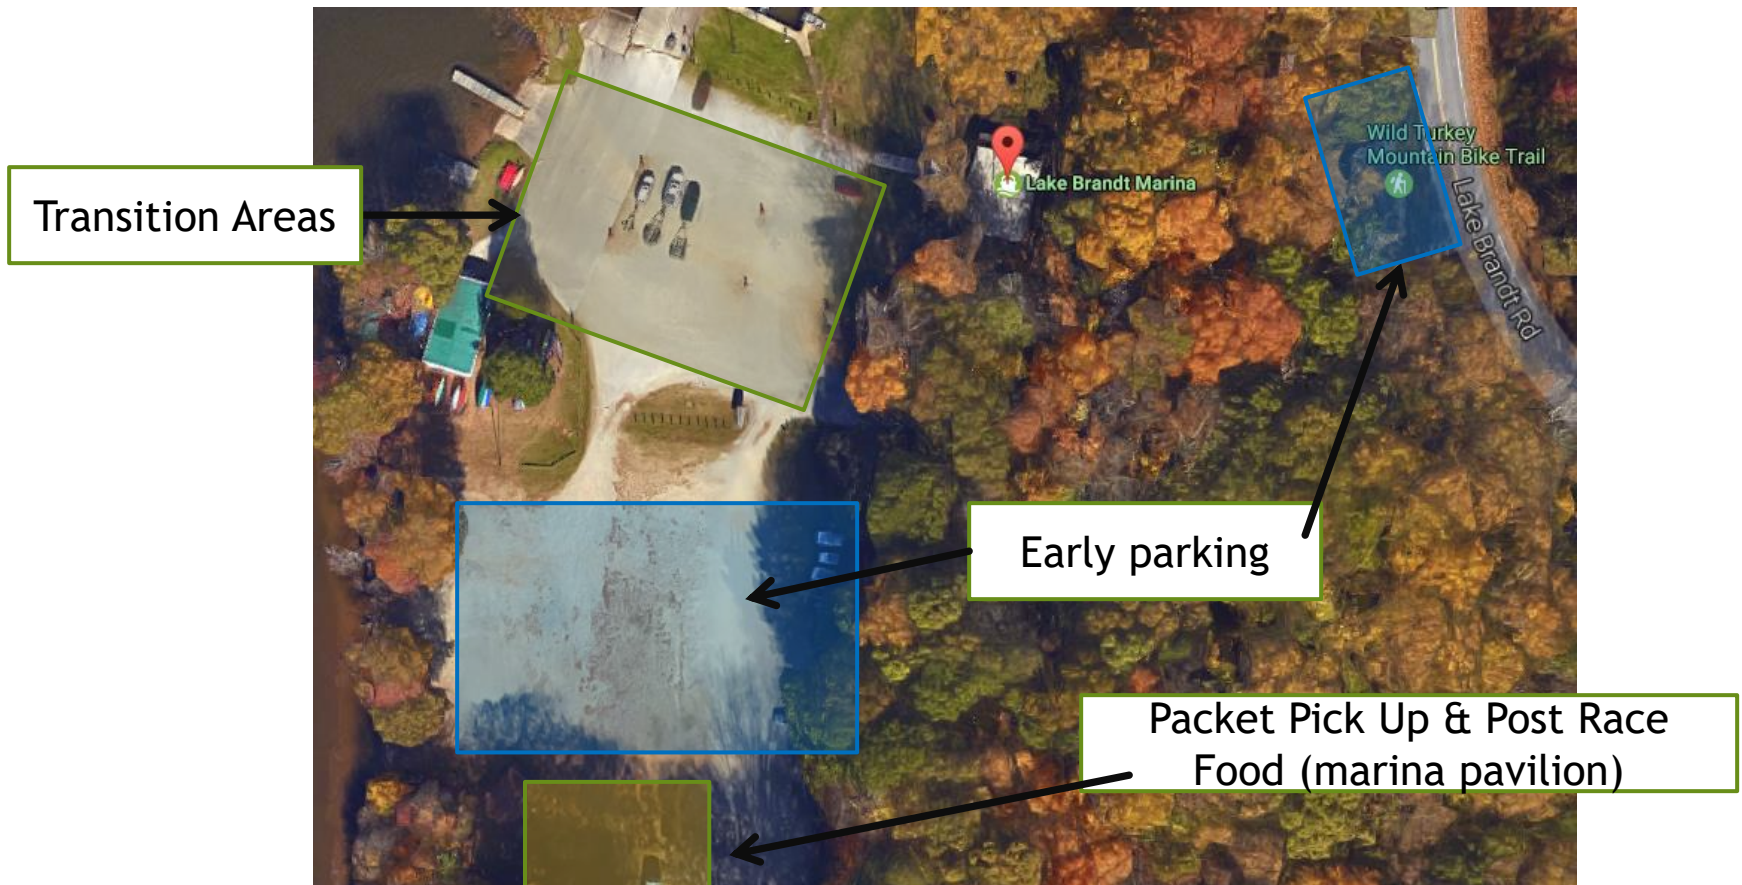 Wild Turkey
Mountain Bike Trail
Transition Areas
Lake Brandt Marina
Lake Brandt Rd
Early parking
Packet Pick Up & Post Race
Food (marina pavilion)